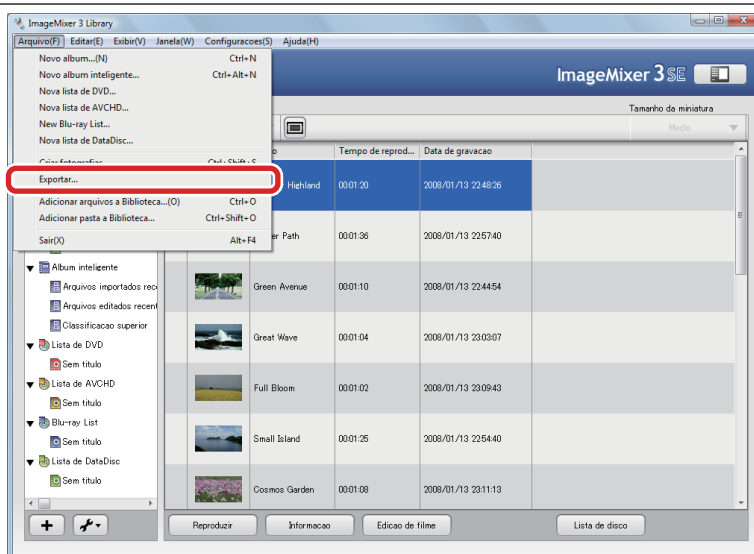 ImageMixer 3 Library
Arquivo(F) Editar(E) Exibir(V) Janela(W) Configuracoes(S) Ajuda(H)
Novo album...(N) Ctrl+N
Novo album inteligente... Ctrl+Alt+N
Nova lista de DVD...
Nova lista de AVCHD...
New Blu-ray List...
Nova lista de DataDisc...
Criar fotografias Ctrl+Shift+S
Exportar...
Adicionar arquivos a Biblioteca...(O) Ctrl+O
Adicionar pasta a Biblioteca... Ctrl+Shift+O
Sair(X) Alt+F4
ImageMixer 3 SE
Tamanho da miniatura
Medio
Tempo de reprod... Data de gravacao
Highland 00:01:20 2008/01/13 22:48:26
Path 00:01:36 2008/01/13 22:57:40
Green Avenue 00:01:10 2008/01/13 22:44:54
Great Wave 00:01:04 2008/01/13 23:03:07
Full Bloom 00:01:02 2008/01/13 23:09:43
Small Island 00:01:25 2008/01/13 22:54:40
Cosmos Garden 00:01:08 2008/01/13 23:11:13
Album inteligente
Arquivos importados rec
Arquivos editados recent
Classificacao superior
Lista de DVD
Sem titulo
Lista de AVCHD
Sem titulo
Blu-ray List
Sem titulo
Lista de DataDisc
Sem titulo
Reproduzir Informacao Edicao de filme Lista de disco